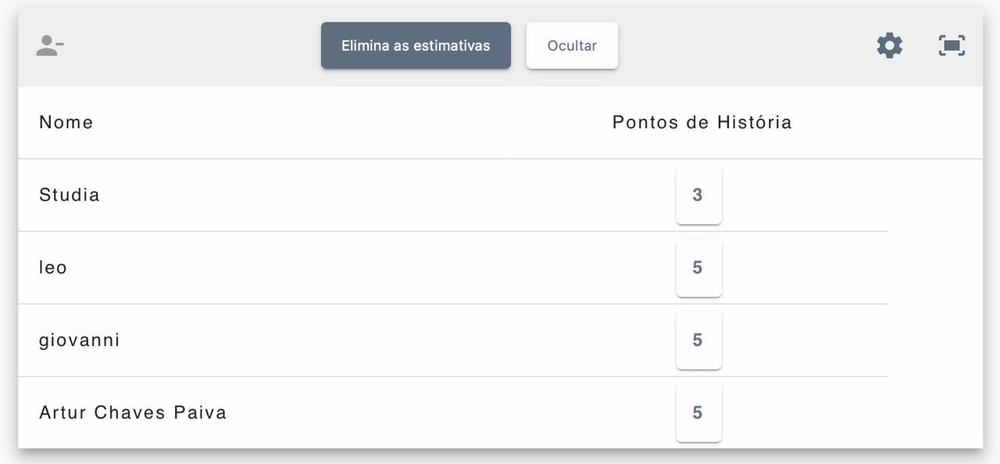 Elimina as estimativas Ocultar
Nome Pontos de História
Studia 3
leo 5
giovanni 5
Artur Chaves Paiva 5